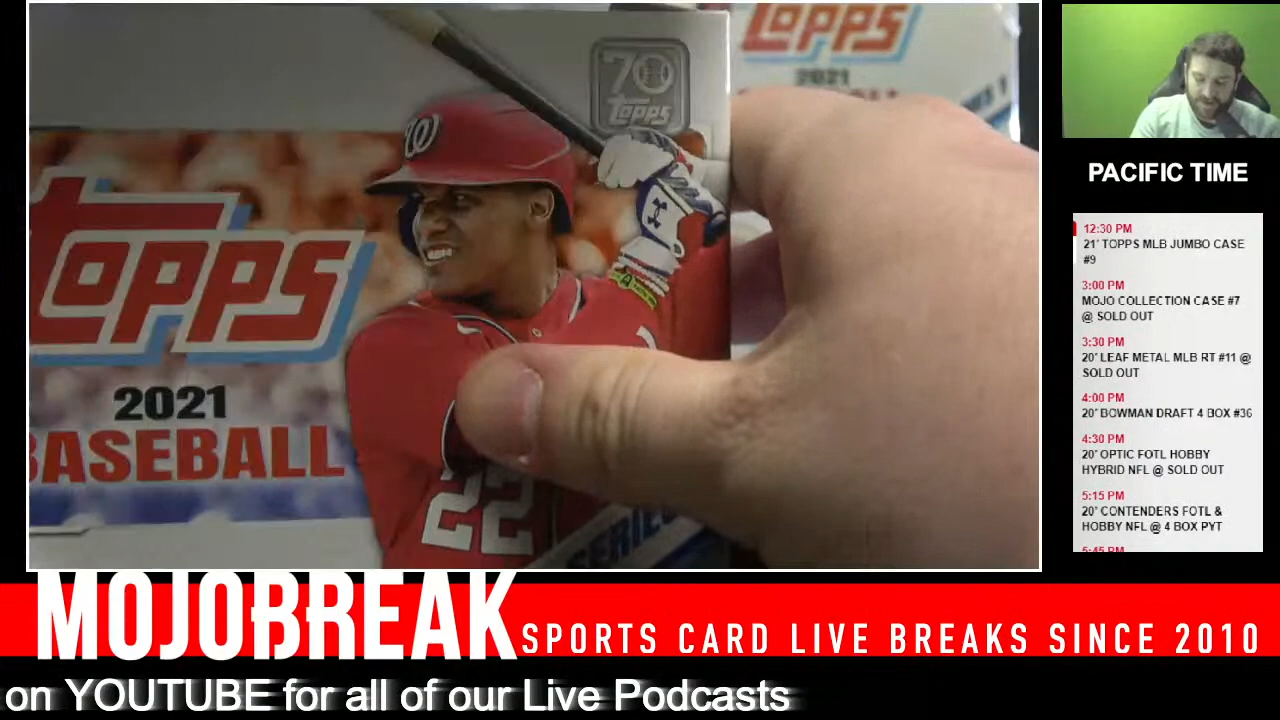 70
topps
W
topps
2021
BASEBALL
22
SERIES
topps
2021
PACIFIC TIME
12:30 PM
21' TOPPS MLB JUMBO CASE
#9
3:00 PM
MOJO COLLECTION CASE #7
@ SOLD OUT
3:30 PM
20' LEAF METAL MLB RT #11 @
SOLD OUT
4:00 PM
20' BOWMAN DRAFT 4 BOX #36
4:30 PM
20' OPTIC FOTL HOBBY
HYBRID NFL @ SOLD OUT
5:15 PM
20' CONTENDERS FOTL &
HOBBY NFL @ 4 BOX PYT
5:45 PM
MOJOBREAK
SPORTS CARD LIVE BREAKS SINCE 2010
on YOUTUBE for all of our Live Podcasts